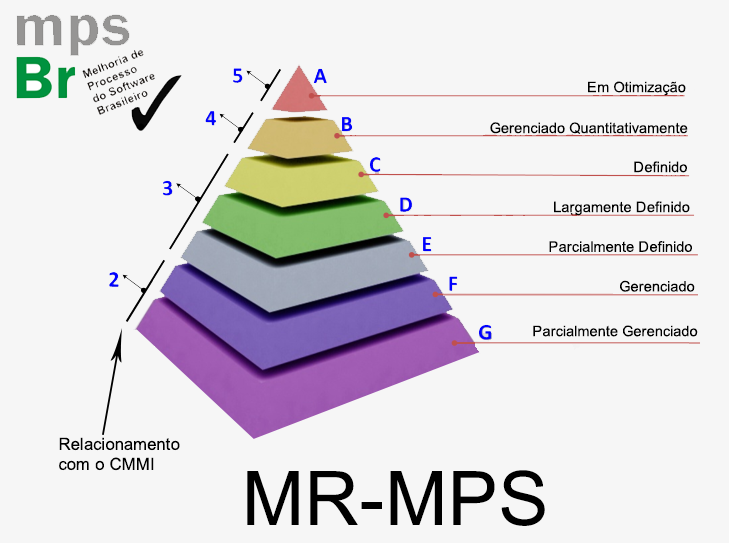 mps
Br
Melhoria de
Processo
do Software
Brasileiro
5
A
Em Otimização
4
B
Gerenciado Quantitativamente
C
Definido
3
D
Largamente Definido
E
Parcialmente Definido
2
F
Gerenciado
G
Parcialmente Gerenciado
Relacionamento
com o CMMI
MR-MPS